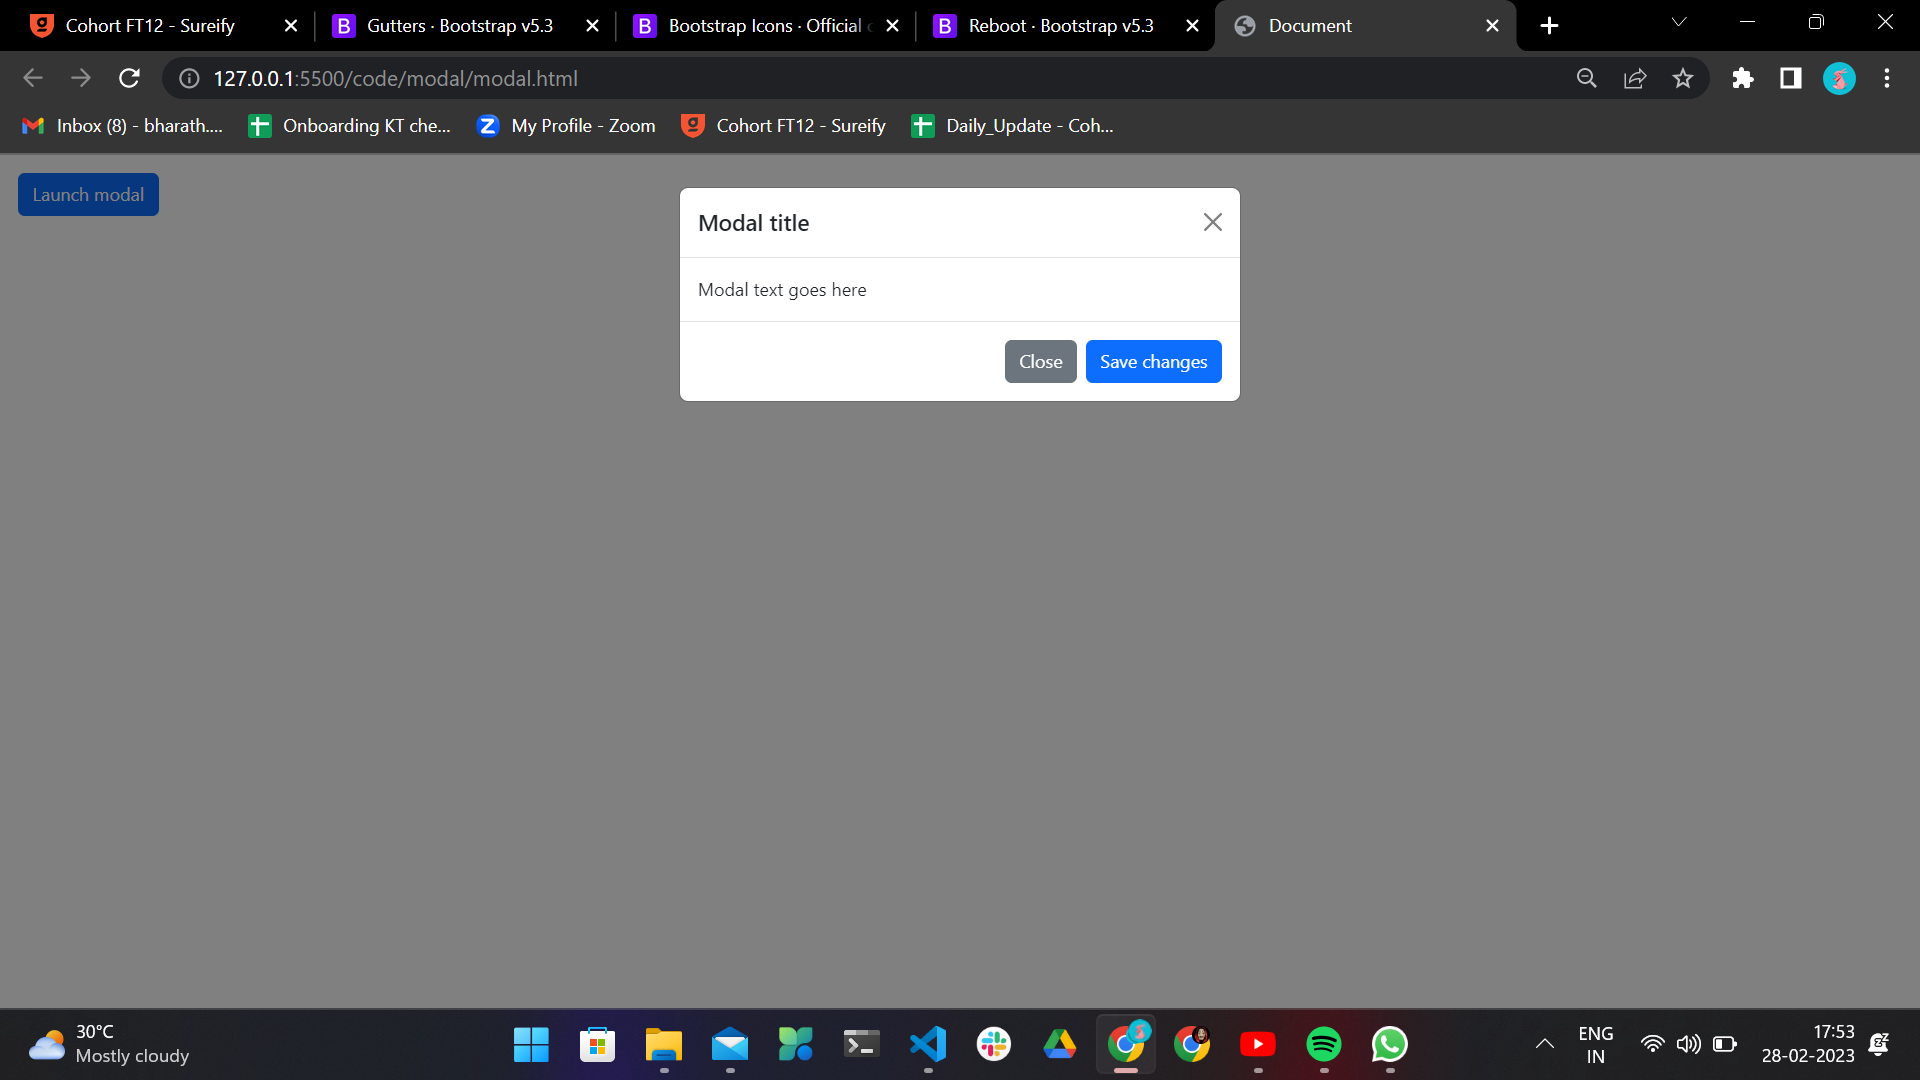 Cohort FT12 - Sureify
Gutters · Bootstrap v5.3
Bootstrap Icons · Official
Reboot · Bootstrap v5.3
Document
127.0.0.1:5500/code/modal/modal.html
Inbox (8) - bharath....
Onboarding KT che...
My Profile - Zoom
Cohort FT12 - Sureify
Daily_Update - Coh...
Launch modal
Modal title
Modal text goes here
Close
Save changes
30°C
Mostly cloudy
ENG
IN
17:53
28-02-2023